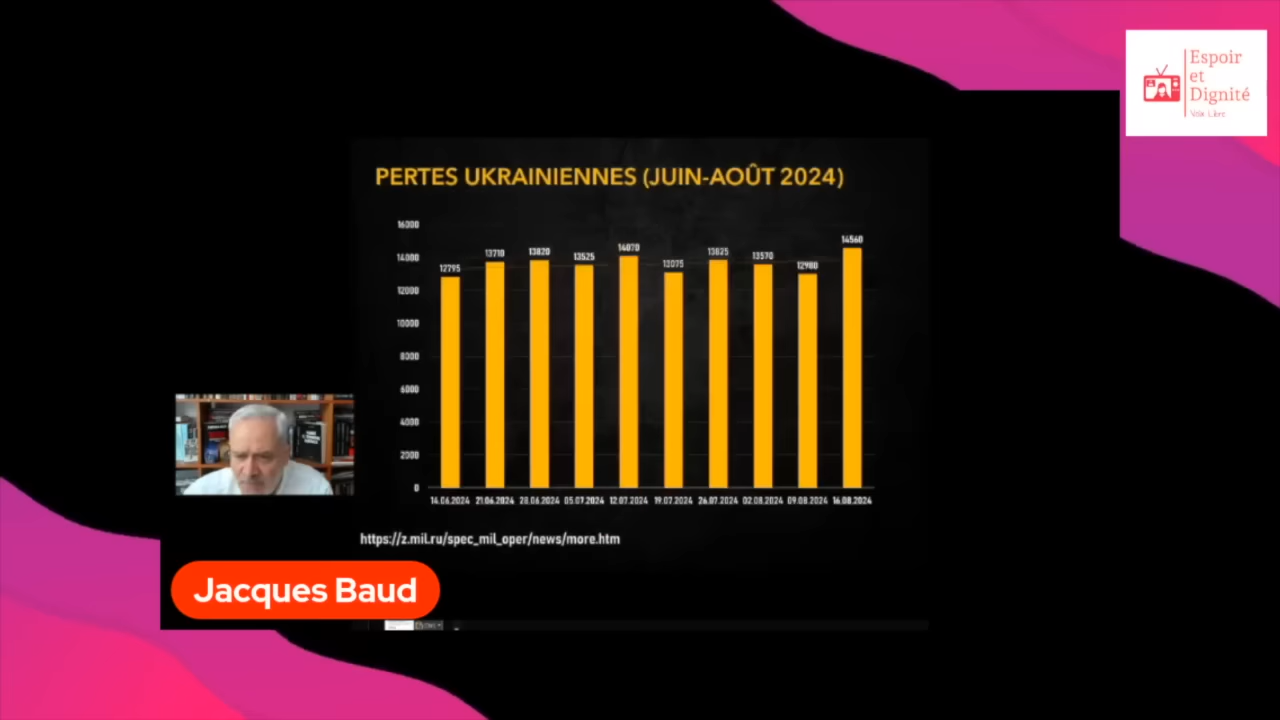 Espoir
et
Dignité
Voix Libre
PERTES UKRAINIENNES (JUIN-AOÛT 2024)
16000
14000
12000
10000
8000
6000
4000
2000
0
12795 13710 13820 13525 14070 13075 13825 13570 12980 14560
14.06.2024 21.06.2024 28.06.2024 05.07.2024 12.07.2024 19.07.2024 26.07.2024 02.08.2024 09.08.2024 16.08.2024
https://z.mil.ru/spec_mil_oper/news/more.htm
Jacques Baud